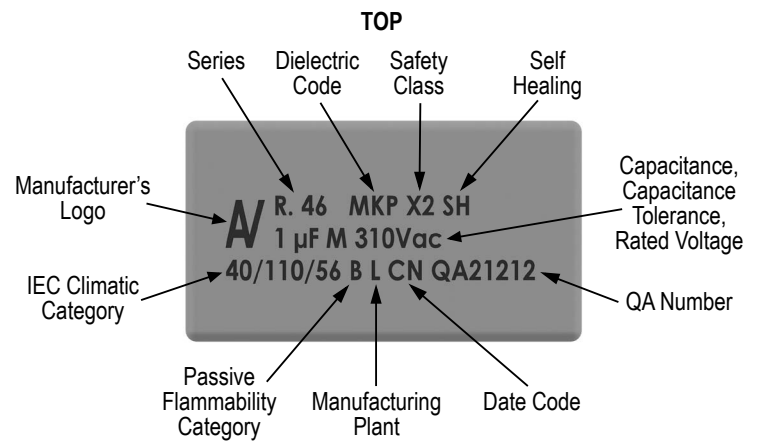 TOP
Series
Dielectric
Code
Safety
Class
Self
Healing
Manufacturer's
Logo
R. 46 MKP X2 SH
1 µF M 310Vac
40/110/56 B L CN QA21212
Capacitance,
Capacitance
Tolerance,
Rated Voltage
IEC Climatic
Category
QA Number
Passive
Flammability
Category
Manufacturing
Plant
Date Code